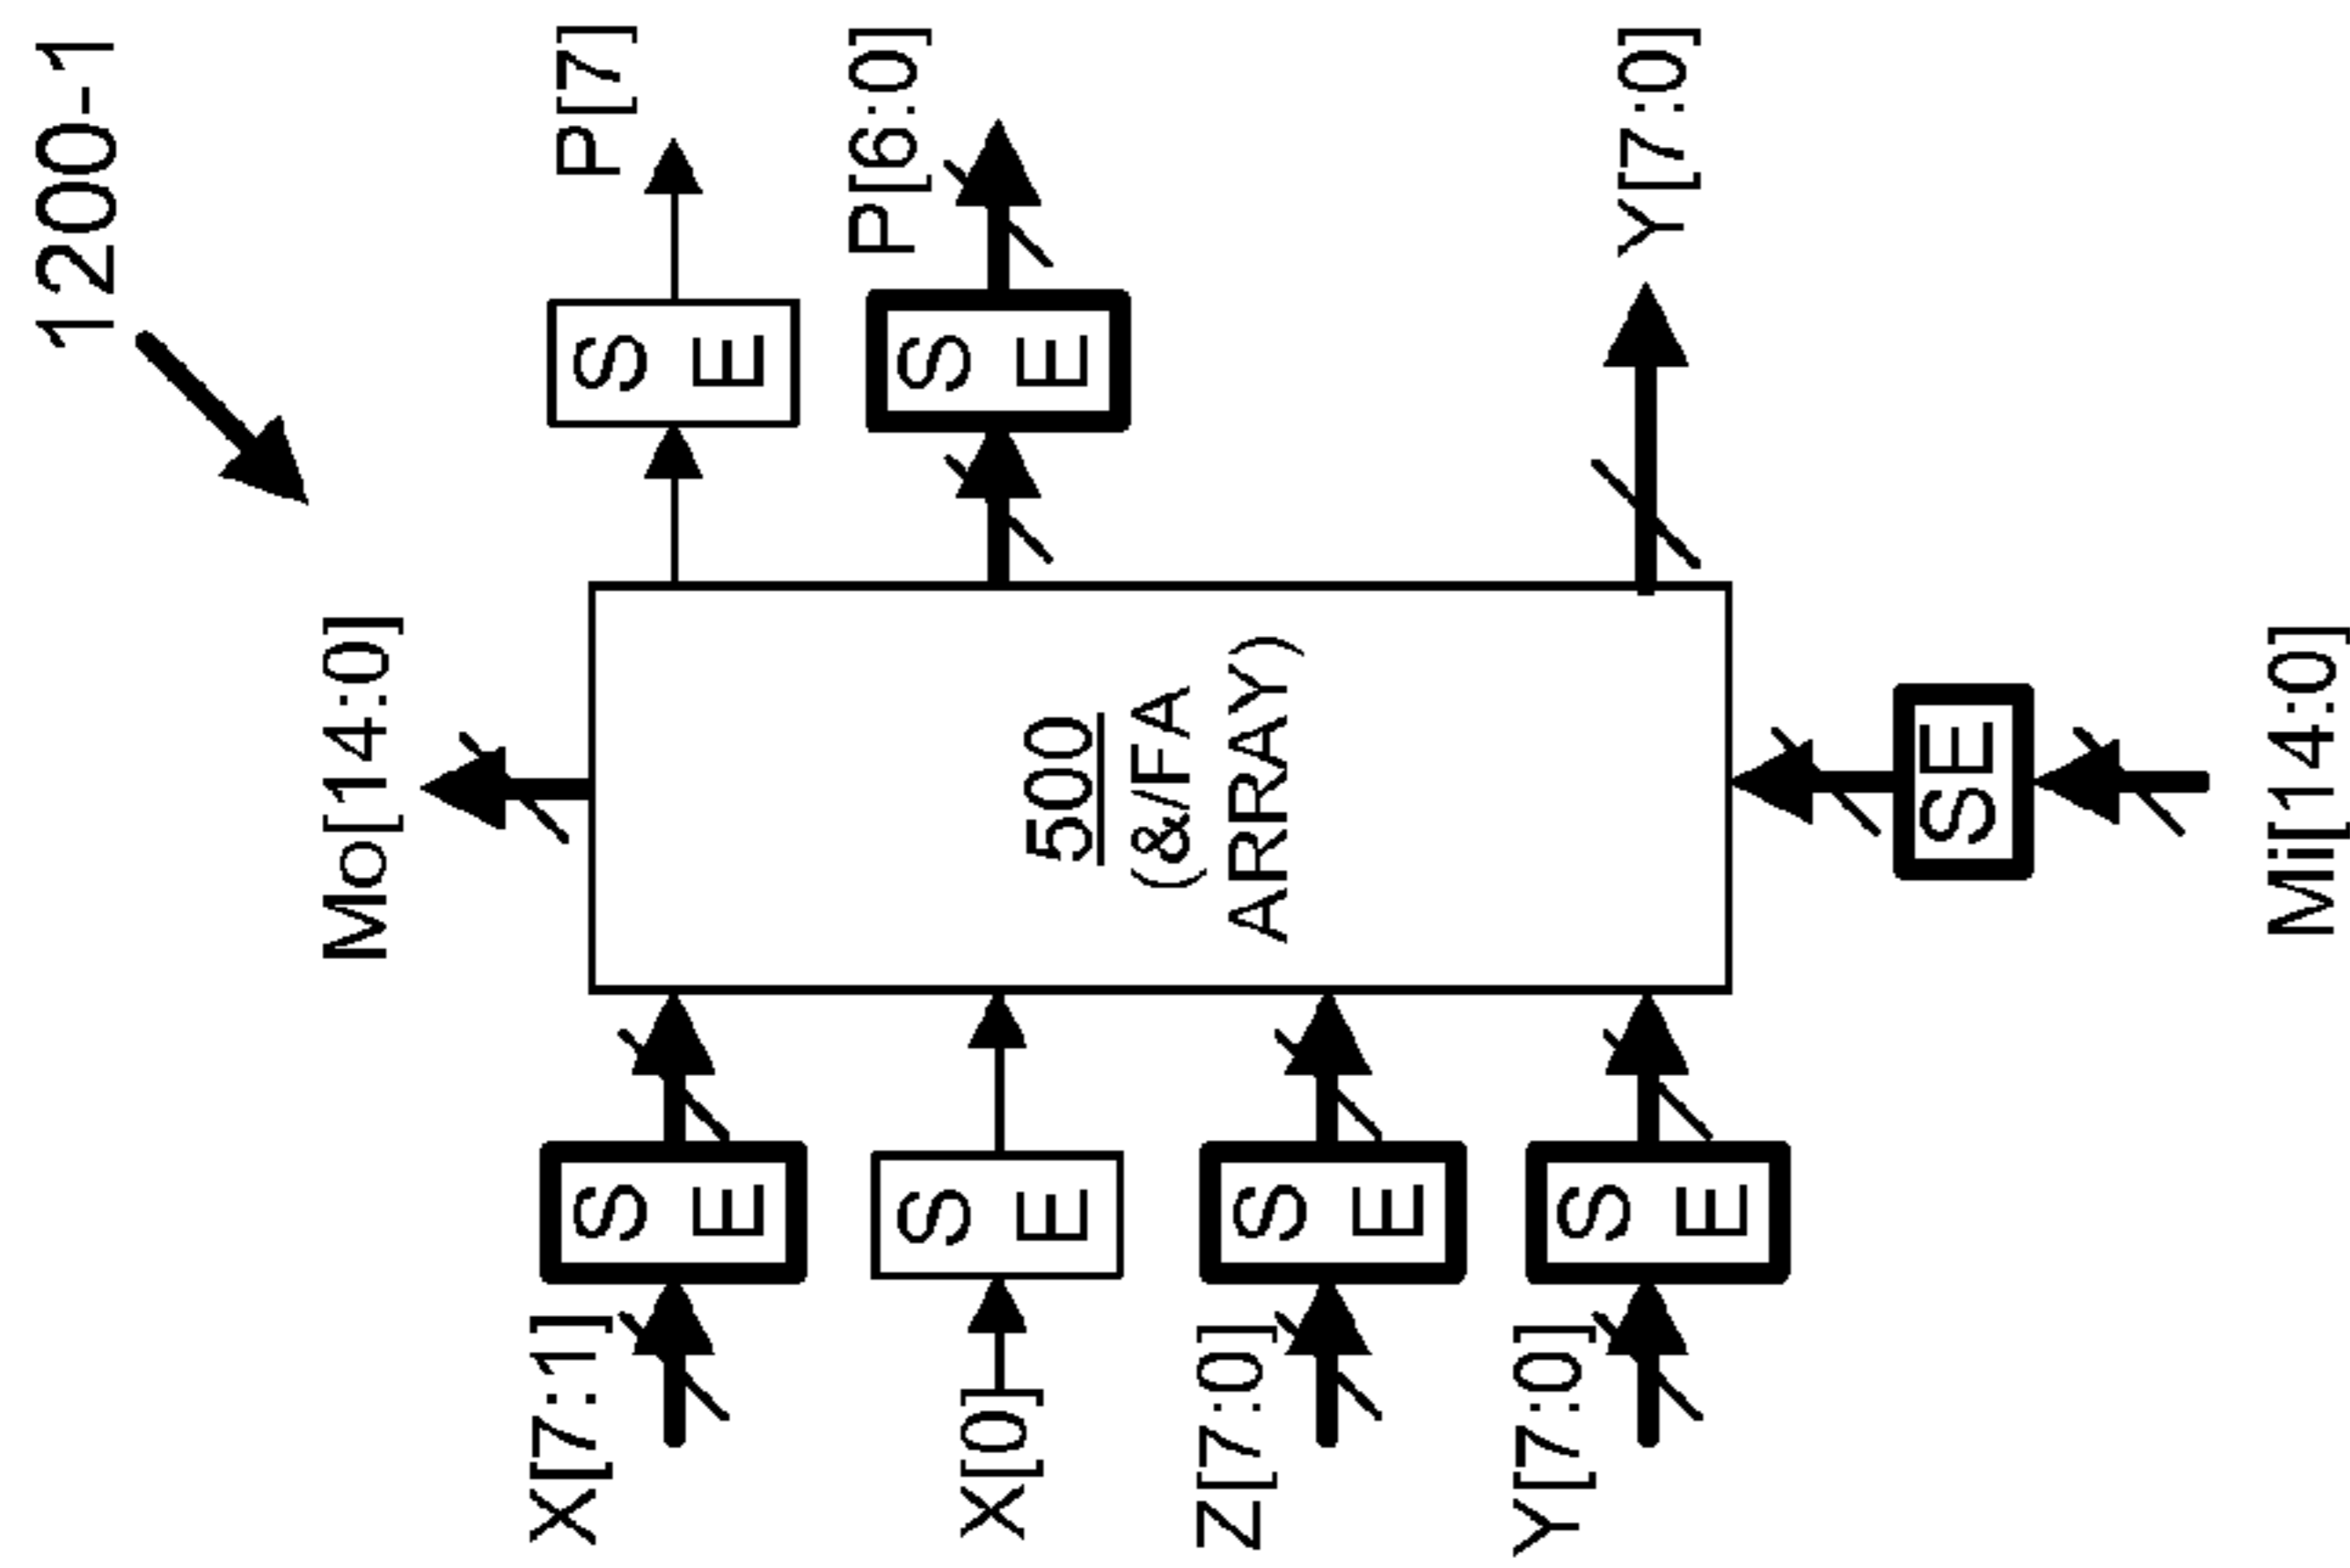 1200-1
Mo[14:0]
X[7:1]
P[7]
S
E
S
E
P[6:0]
X[0]
S
E
S
E
500
(&/FA
ARRAY)
Z[7:0]
S
E
Y[7:0]
S
E
Y[7:0]
SE
Mi[14:0]